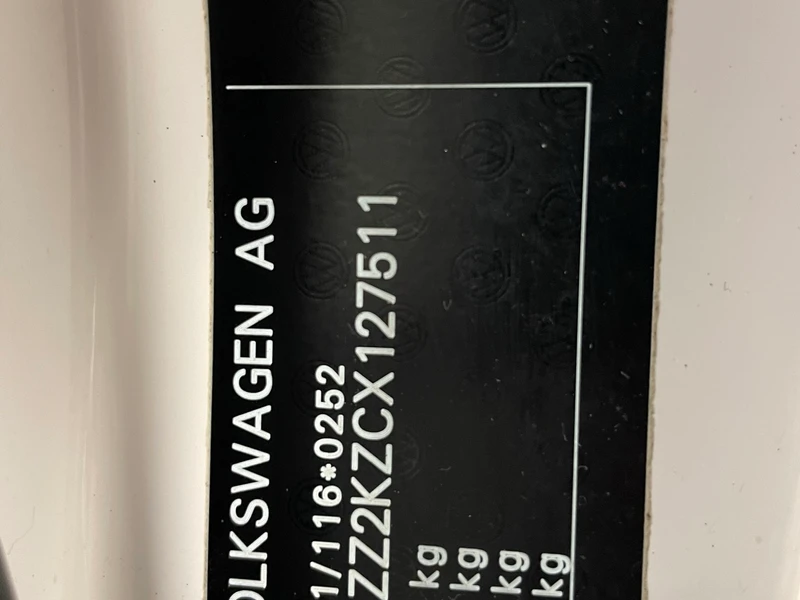 OLKSWAGEN AG
1/116*0252
ZZ2KZCX127511
kg
kg
kg
kg